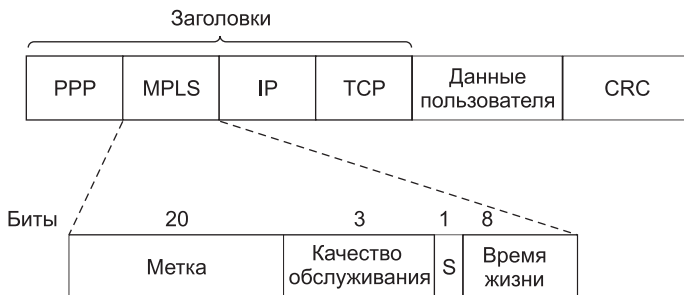 Заголовки
PPP MPLS IP TCP Данные пользователя CRC
Биты 20 3 1 8
Метка Качество обслуживания S Время жизни